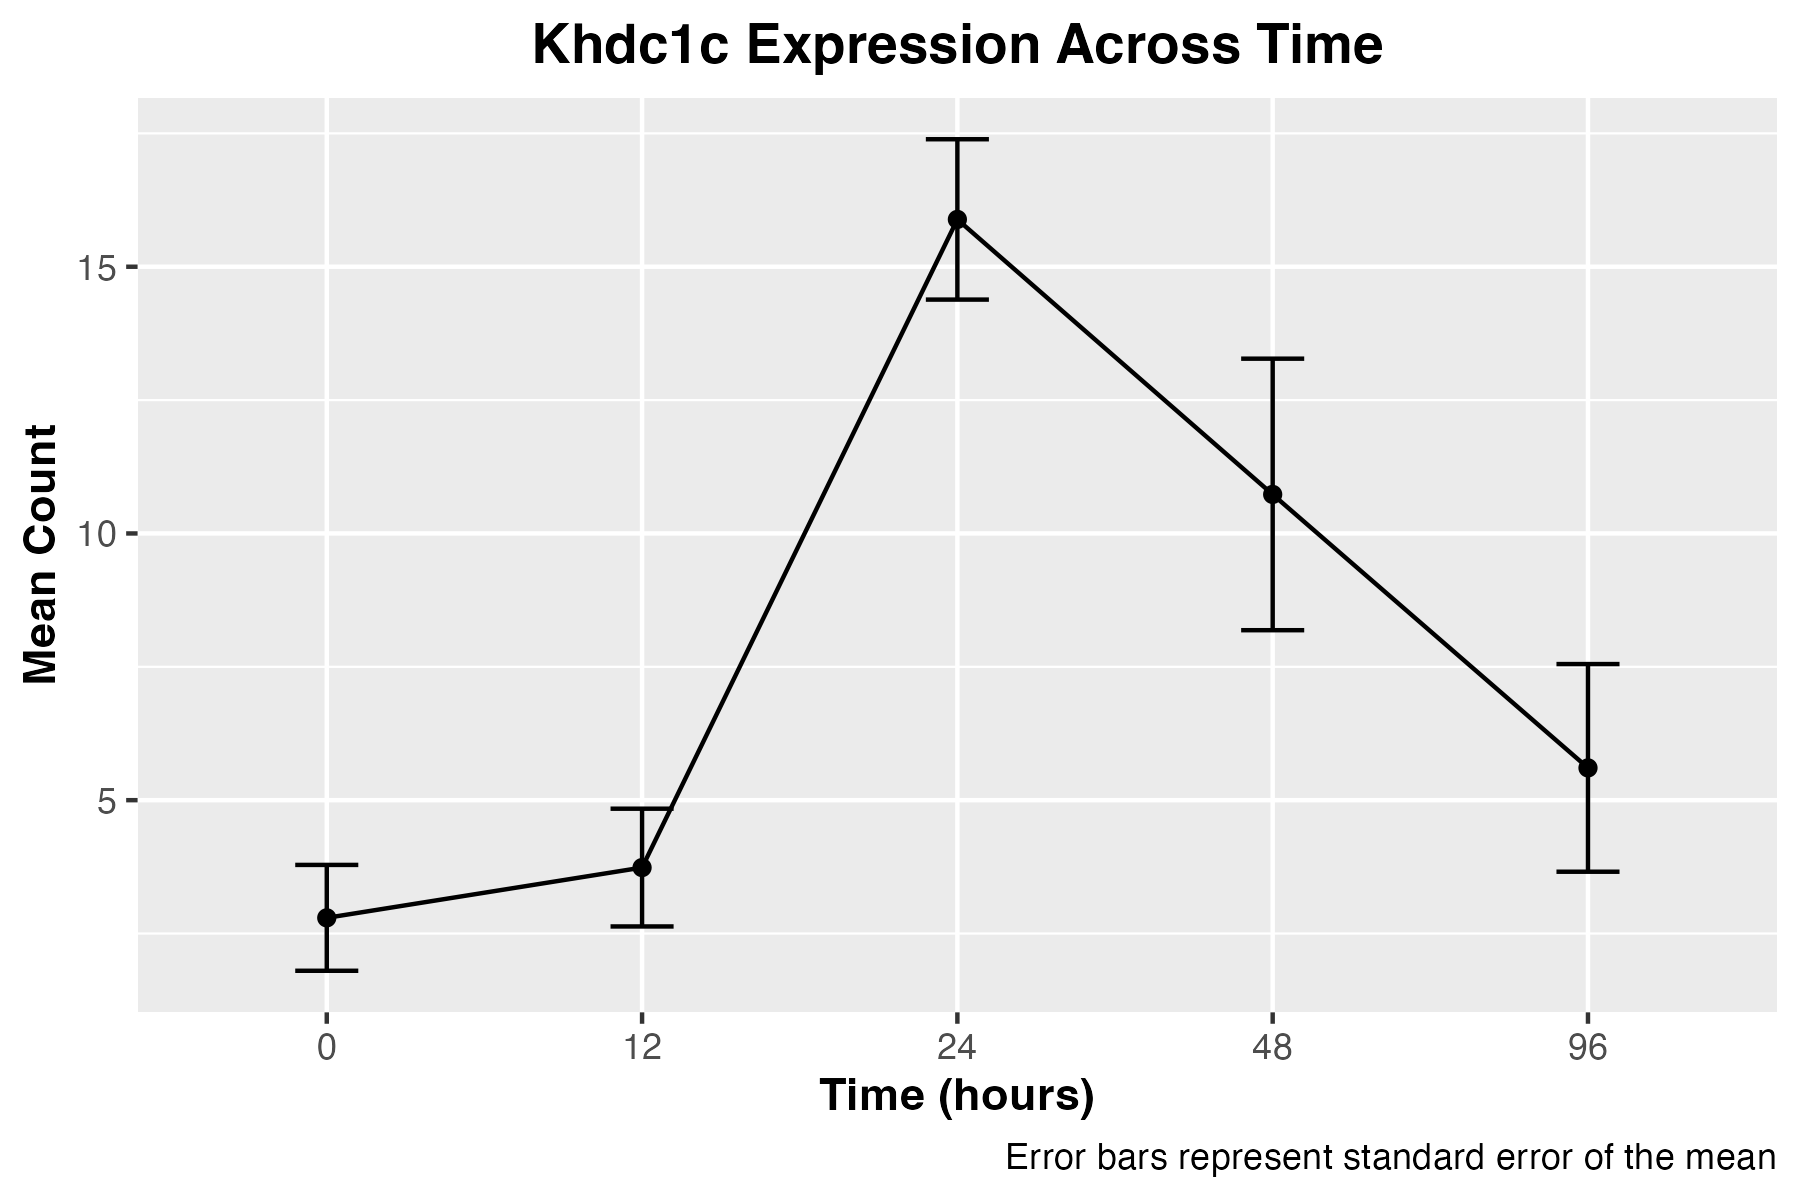 Khdc1c Expression Across Time
Mean Count
15
10
5
0 12 24 48 96
Time (hours)
Error bars represent standard error of the mean